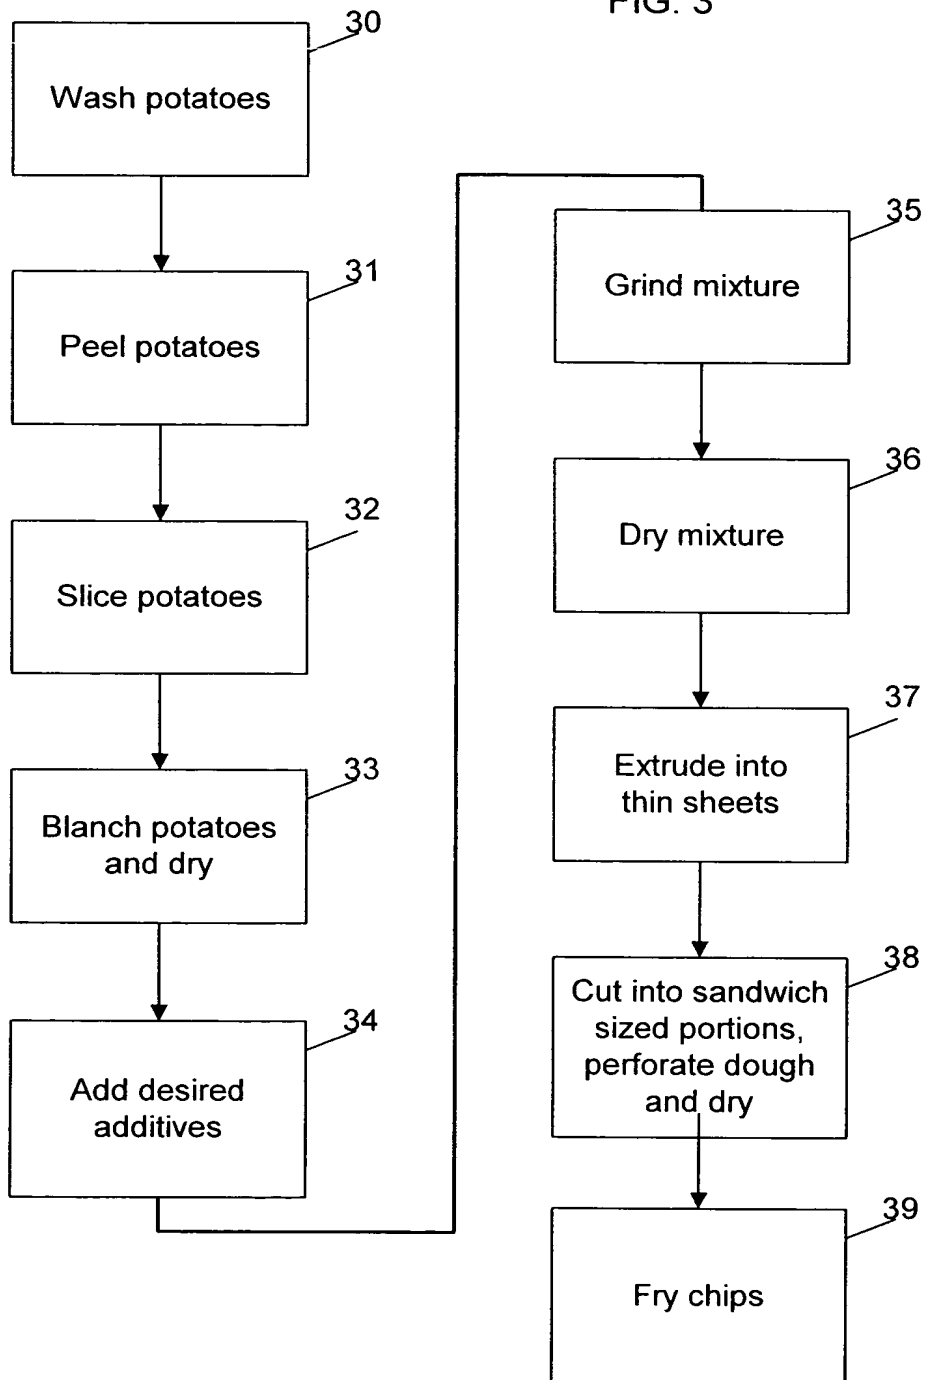 FIG. 3
30
Wash potatoes
31
Peel potatoes
32
Slice potatoes
33
Blanch potatoes
and dry
34
Add desired
additives
35
Grind mixture
36
Dry mixture
37
Extrude into
thin sheets
38
Cut into sandwich
sized portions,
perforate dough
and dry
39
Fry chips